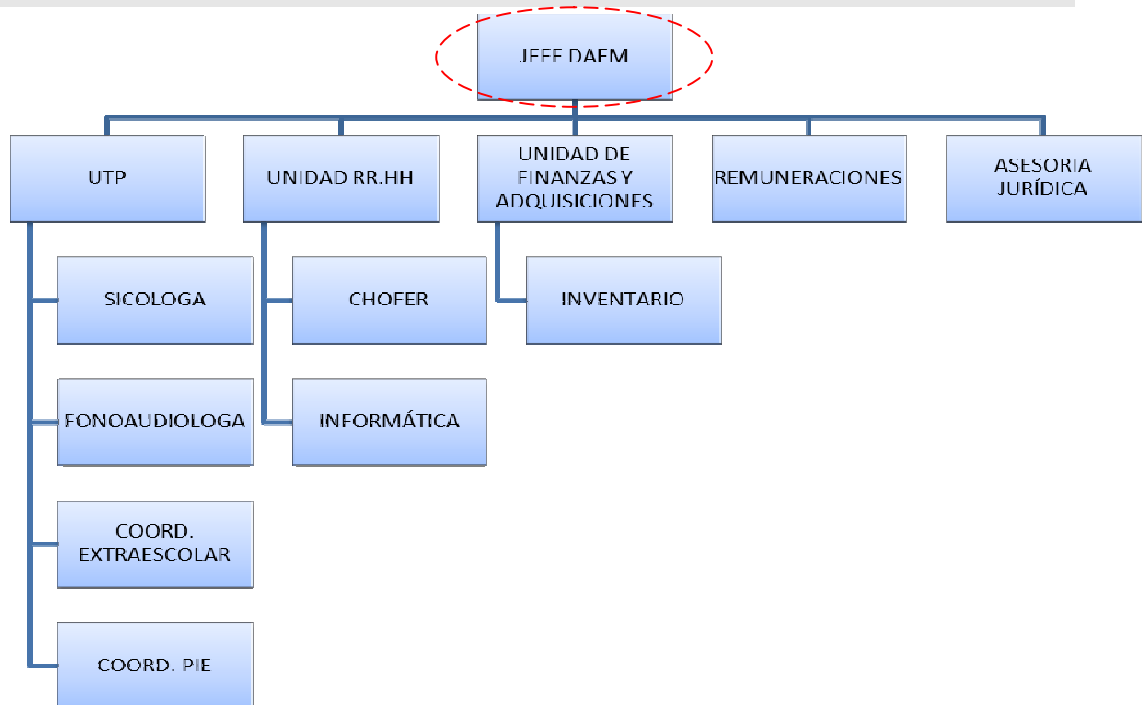 JEFE DAEM
UTP
UNIDAD RR.HH
UNIDAD DE
FINANZAS Y
ADQUISICIONES
REMUNERACIONES
ASESORIA
JURÍDICA
SICOLOGA
CHOFER
INVENTARIO
FONOAUDIOLOGA
INFORMÁTICA
COORD.
EXTRAESCOLAR
COORD. PIE